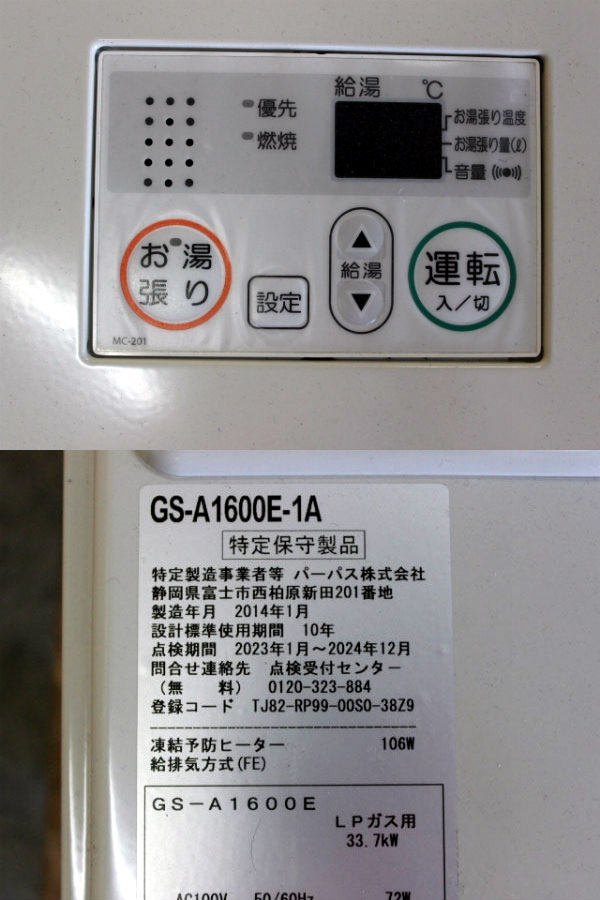 給湯 ℃
優先
お湯張り温度
燃焼
お湯張り量(ℓ)
音量
お湯
張り
設定
給湯
運転
入/切
MC-201
GS-A1600E-1A
特定保守製品
特定製造事業者等 パーパス株式会社
静岡県富士市西柏原新田201番地
製造年月 2014年1月
設計標準使用期間 10年
点検期間 2023年1月～2024年12月
問合せ連絡先 点検受付センター
(無 料) 0120-323-884
登録コード TJ82-RP99-00S0-38Z9
凍結予防ヒーター 106W
給排気方式(FE)
GS-A1600E
LPガス用
33.7kW
AC100V 50/60Hz 72W